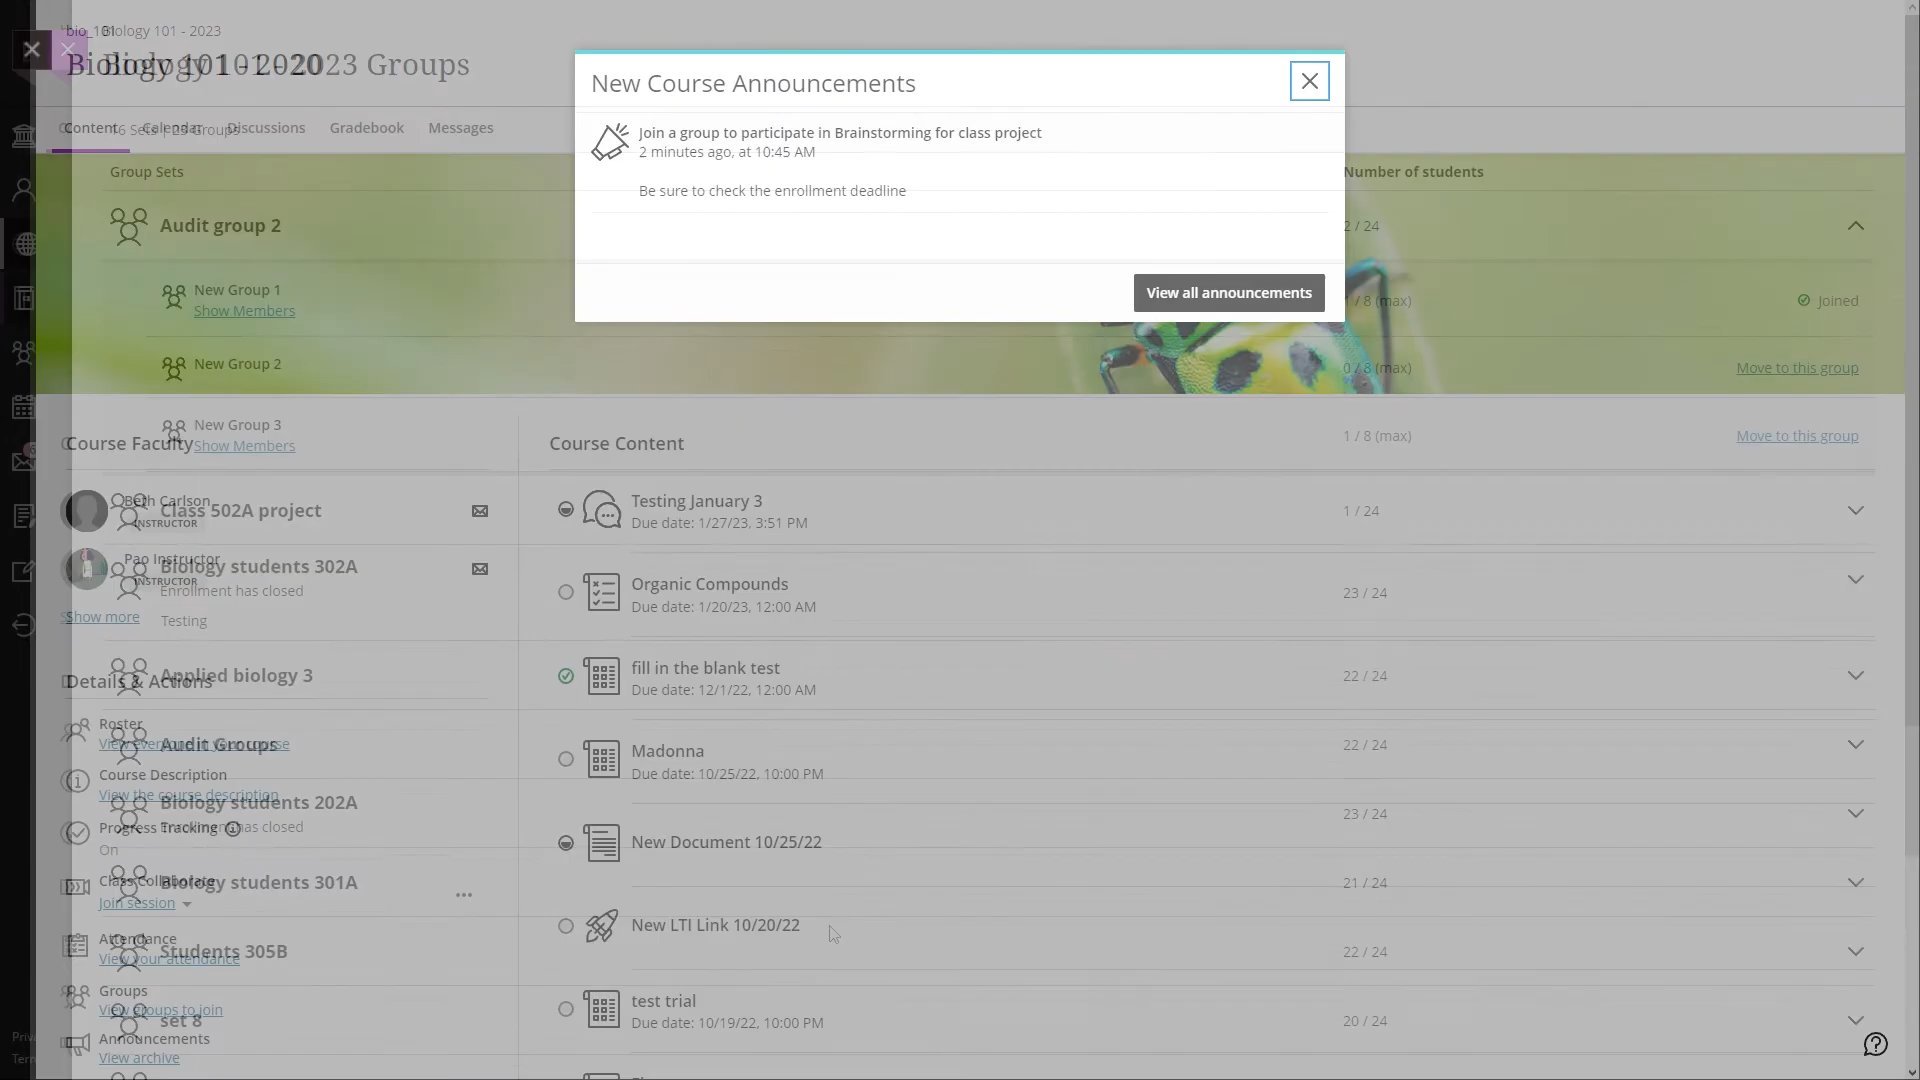 bio_101
Biology 101 - 2023
Biology 101 - 2020
Biology 101 - 2023 Groups
Content
Calendar
Discussions
Gradebook
Messages
16 Sets | 23 Groups
New Course Announcements
Join a group to participate in Brainstorming for class project
2 minutes ago, at 10:45 AM
Be sure to check the enrollment deadline
View all announcements
Group Sets
Number of students
Audit group 2
2 / 24
New Group 1
Show Members
1 / 8 (max)
Joined
New Group 2
0 / 8 (max)
Move to this group
New Group 3
Show Members
1 / 8 (max)
Move to this group
Course Faculty
Course Content
Beth Carlson
INSTRUCTOR
Class 502A project
Testing January 3
Due date: 1/27/23, 3:51 PM
1 / 24
Pao Instructor
INSTRUCTOR
Biology students 302A
Enrollment has closed
Testing
Organic Compounds
Due date: 1/20/23, 12:00 AM
23 / 24
Show more
Details & Actions
Applied biology 3
fill in the blank test
Due date: 12/1/22, 12:00 AM
22 / 24
Roster
View everyone in your course
Audit Groups
Madonna
Due date: 10/25/22, 10:00 PM
22 / 24
Course Description
View the course description
Biology students 202A
Enrollment has closed
23 / 24
Progress Tracking
On
New Document 10/25/22
Class Collaborate
Join session
Biology students 301A
21 / 24
New LTI Link 10/20/22
Attendance
View your attendance
Students 305B
22 / 24
Groups
View groups to join
set 8
test trial
Due date: 10/19/22, 10:00 PM
20 / 24
Announcements
View archive